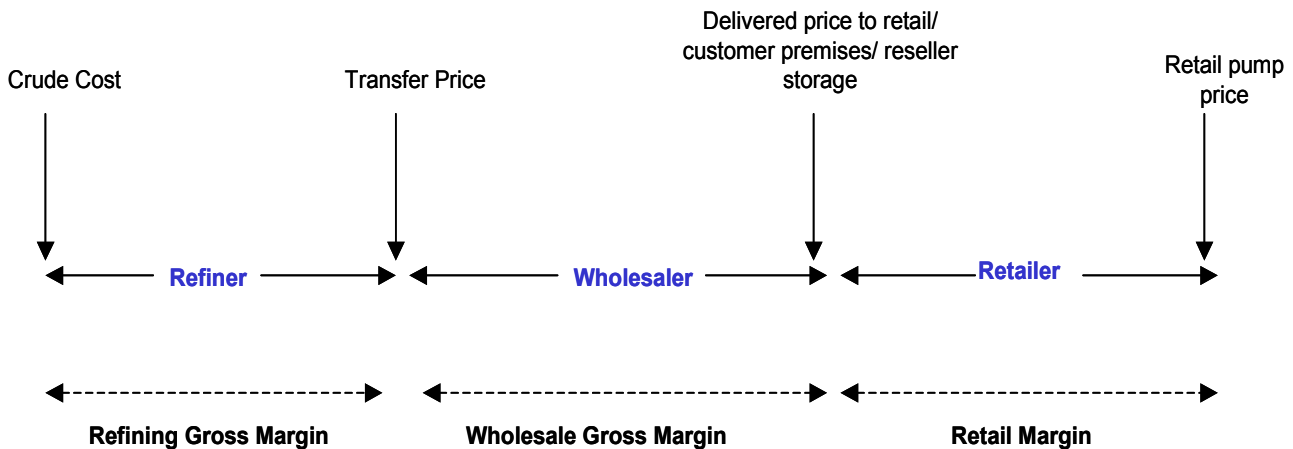 Crude Cost
Transfer Price
Delivered price to retail/
customer premises/ reseller
storage
Retail pump
price
Refiner
Wholesaler
Retailer
Refining Gross Margin
Wholesale Gross Margin
Retail Margin